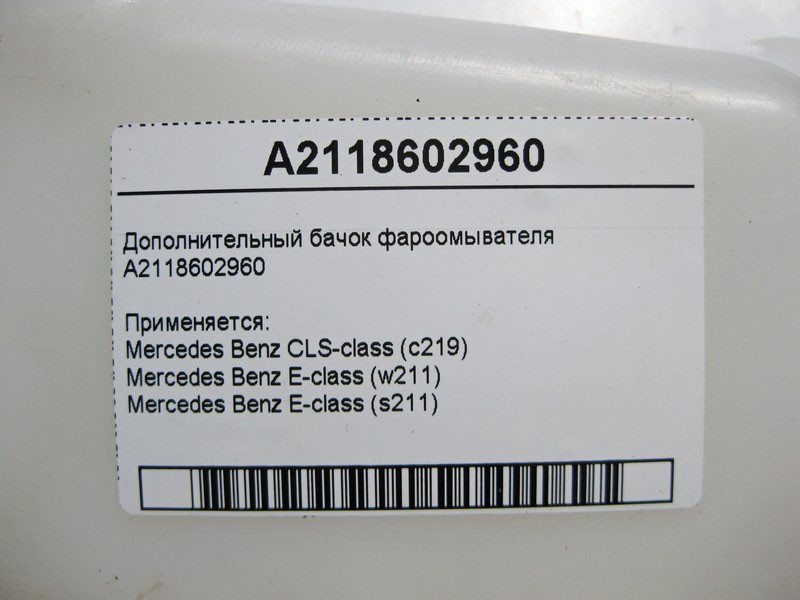 A2118602960
Дополнительный бачок фароомывателя
A2118602960
Применяется:
Mercedes Benz CLS-class (c219)
Mercedes Benz E-class (w211)
Mercedes Benz E-class (s211)